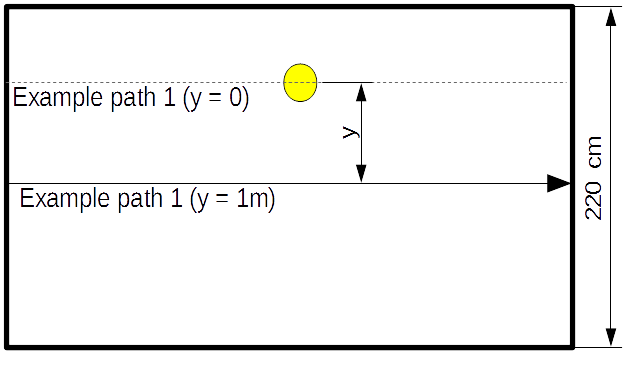 Example path 1 (y = 0)
y
Example path 1 (y = 1m)
220 cm